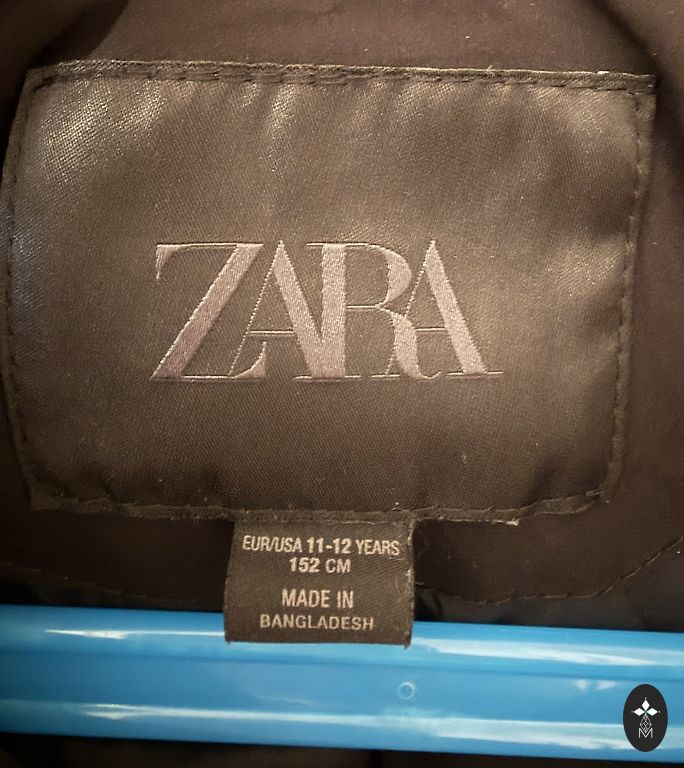 ZARA
EUR/USA 11-12 YEARS
152 CM
MADE IN
BANGLADESH